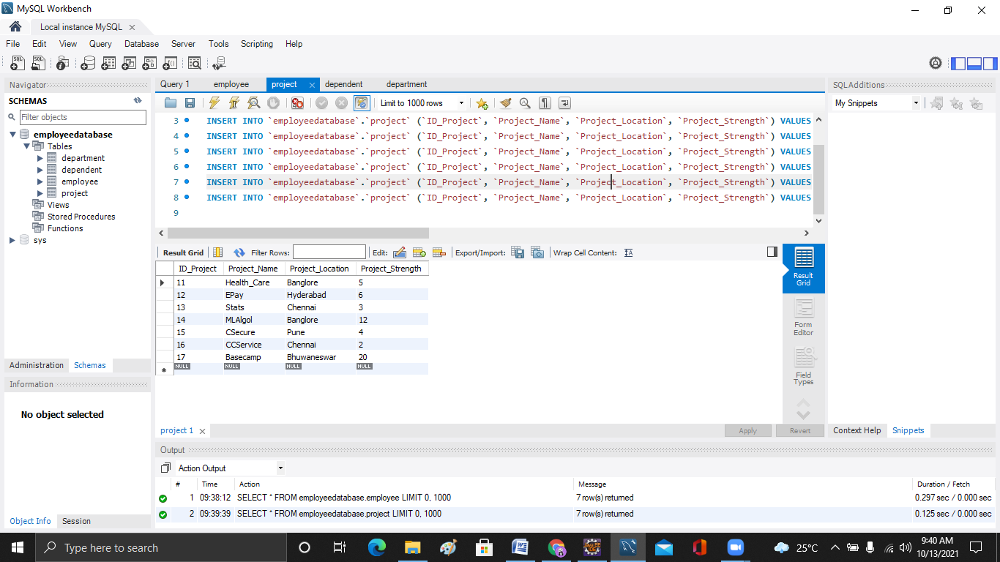 MySQL Workbench
Local instance MySQL
File Edit View Query Database Server Tools Scripting Help
Navigator
SCHEMAS
Filter objects
employeedatabase
Tables
department
dependent
employee
project
Views
Stored Procedures
Functions
sys
Administration Schemas
Information
No object selected
Object Info Session
Query 1 employee project dependent department
Limit to 1000 rows
3 INSERT INTO `employeedatabase`.`project` (`ID_Project`, `Project_Name`, `Project_Location`, `Project_Strength`) VALUES
4 INSERT INTO `employeedatabase`.`project` (`ID_Project`, `Project_Name`, `Project_Location`, `Project_Strength`) VALUES
5 INSERT INTO `employeedatabase`.`project` (`ID_Project`, `Project_Name`, `Project_Location`, `Project_Strength`) VALUES
6 INSERT INTO `employeedatabase`.`project` (`ID_Project`, `Project_Name`, `Project_Location`, `Project_Strength`) VALUES
7 INSERT INTO `employeedatabase`.`project` (`ID_Project`, `Project_Name`, `Project_Location`, `Project_Strength`) VALUES
8 INSERT INTO `employeedatabase`.`project` (`ID_Project`, `Project_Name`, `Project_Location`, `Project_Strength`) VALUES
9
Result Grid Filter Rows: Edit: Export/Import: Wrap Cell Content:
ID_Project Project_Name Project_Location Project_Strength
11 Health_Care Banglore 5
12 EPay Hyderabad 6
13 Stats Chennai 3
14 MLAlgol Banglore 12
15 CSecure Pune 4
16 CCService Chennai 2
17 Basecamp Bhuwaneswar 20
NULL NULL NULL NULL
Result
Grid
Form
Editor
Field
Types
project 1 Apply Revert
SQLAdditions
My Snippets
Context Help Snippets
Output
Action Output
# Time Action Message Duration / Fetch
1 09:38:12 SELECT * FROM employeedatabase.employee LIMIT 0, 1000 7 row(s) returned 0.297 sec / 0.000 sec
2 09:39:39 SELECT * FROM employeedatabase.project LIMIT 0, 1000 7 row(s) returned 0.125 sec / 0.000 sec
Type here to search
25°C
9:40 AM
10/13/2021